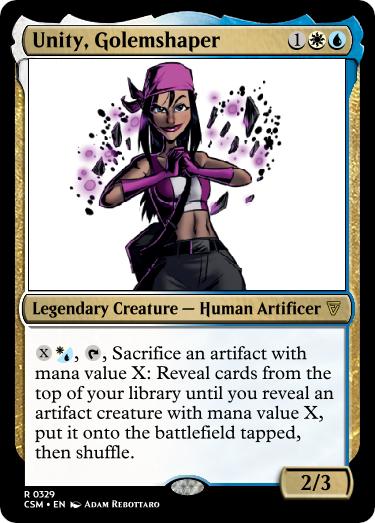 Unity, Golemshaper 1
Legendary Creature — Human Artificer
X, Sacrifice an artifact with
mana value X: Reveal cards from the
top of your library until you reveal an
artifact creature with mana value X,
put it onto the battlefield tapped,
then shuffle.
2/3
R 0329
CSM • EN Adam Rebottaro